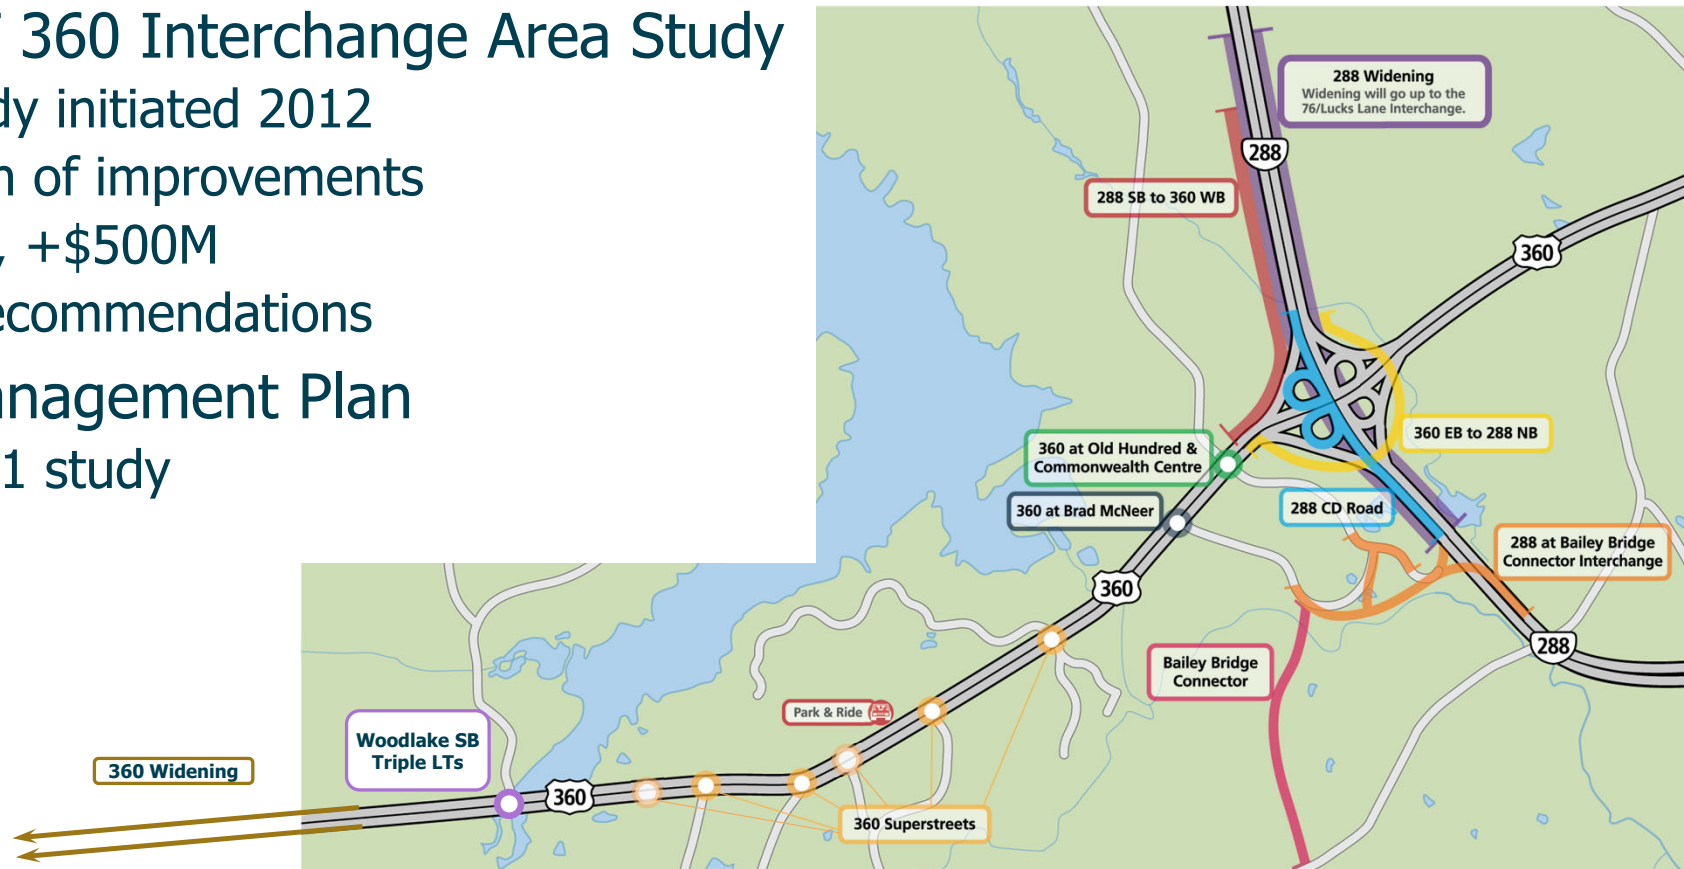 360 Interchange Area Study
dy initiated 2012
n of improvements
, +$500M
ecommendations
anagement Plan
1 study
288 Widening
Widening will go up to the
76/Lucks Lane Interchange.
288
288 SB to 360 WB
360
360 EB to 288 NB
360 at Old Hundred &
Commonwealth Centre
360 at Brad McNeer
288 CD Road
288 at Bailey Bridge
Connector Interchange
360
288
Bailey Bridge
Connector
Park & Ride
Woodlake SB
Triple LTs
360 Widening
360
360 Superstreets